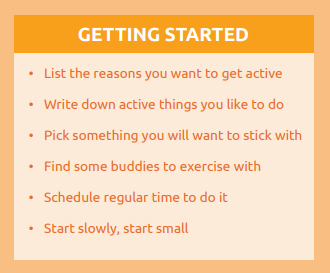 GETTING STARTED
• List the reasons you want to get active
• Write down active things you like to do
• Pick something you will want to stick with
• Find some buddies to exercise with
• Schedule regular time to do it
• Start slowly, start small